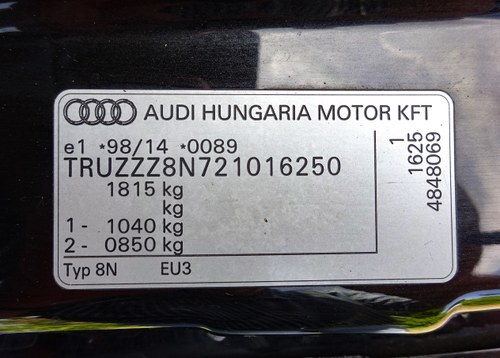 AUDI HUNGARIA MOTOR KFT
e1 *98/14 *0089
TRUZZZ8N721016250
1815 kg
kg
1 - 1040 kg
2 - 0850 kg
Typ 8N EU3
1
1625
4848069